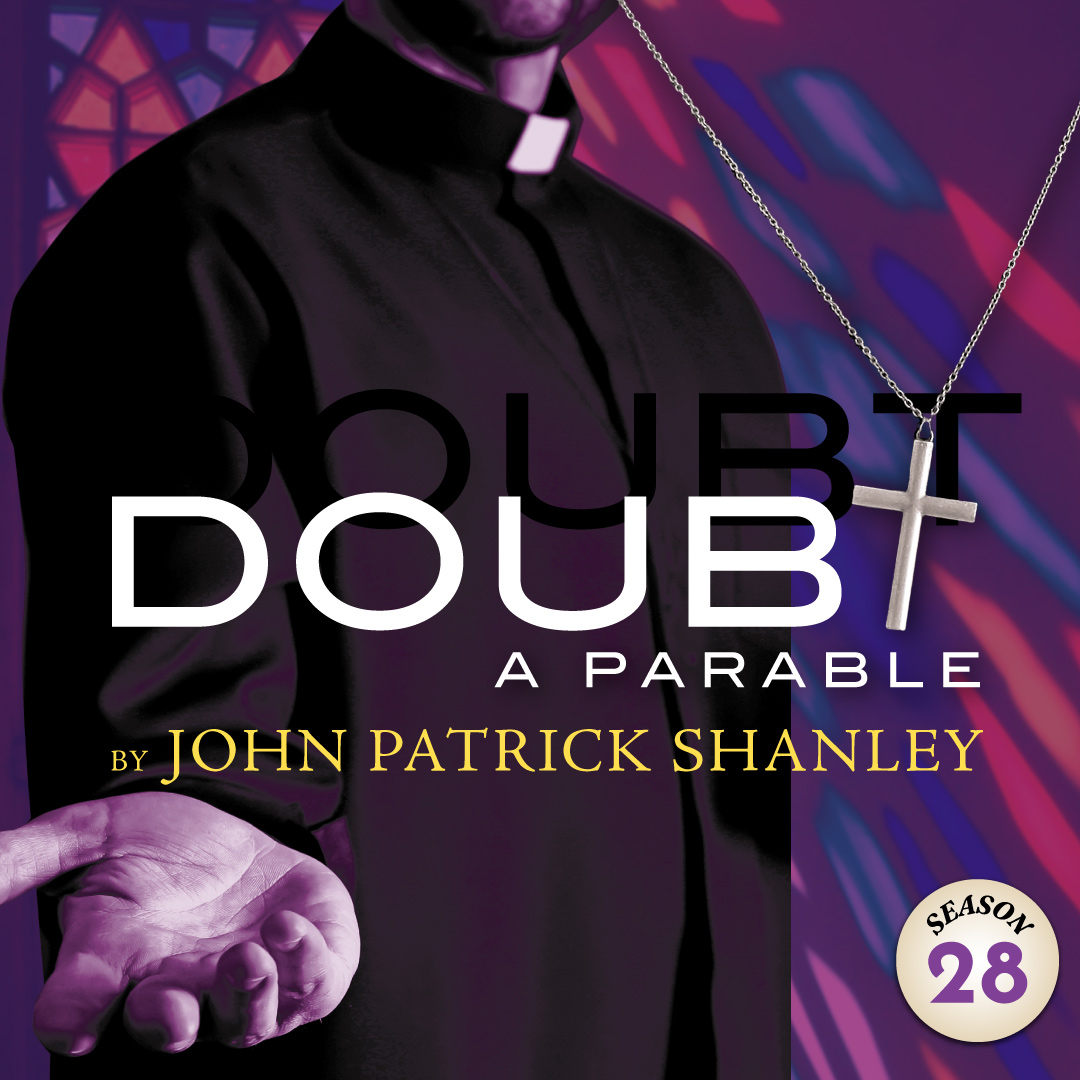 DOUBT
DOUBT
A PARABLE
BY JOHN PATRICK SHANLEY
SEASON
28